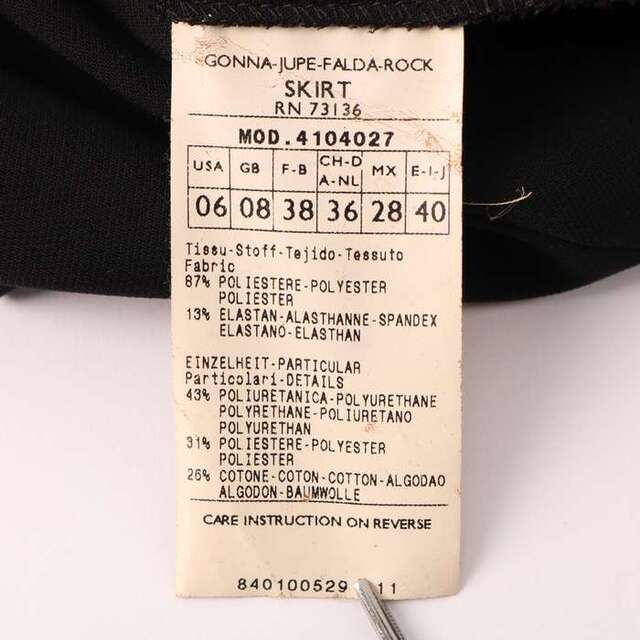 GONNA-JUPE-FALDA-ROCK
SKIRT
RN 73136
MOD.4104027
USA GB F-B CH-D A-NL MX E-I-J
06 08 38 36 28 40
Tissu-Stoff-Tejido-Tessuto
Fabric
87% POLIESTERE-POLYESTER
POLIESTER
13% ELASTAN-ALASTHANNE-SPANDEX
ELASTANO-ELASTHAN
EINZELHEIT-PARTICULAR
Particolari-DETAILS
43% POLIURETANICA-POLYURETHANE
POLYRETHANE-POLIURETANO
POLYURETHAN
31% POLIESTERE-POLYESTER
POLIESTER
26% COTONE-COTON-COTTON-ALGODAO
ALGODON-BAUMWOLLE
CARE INSTRUCTION ON REVERSE
840100529 11